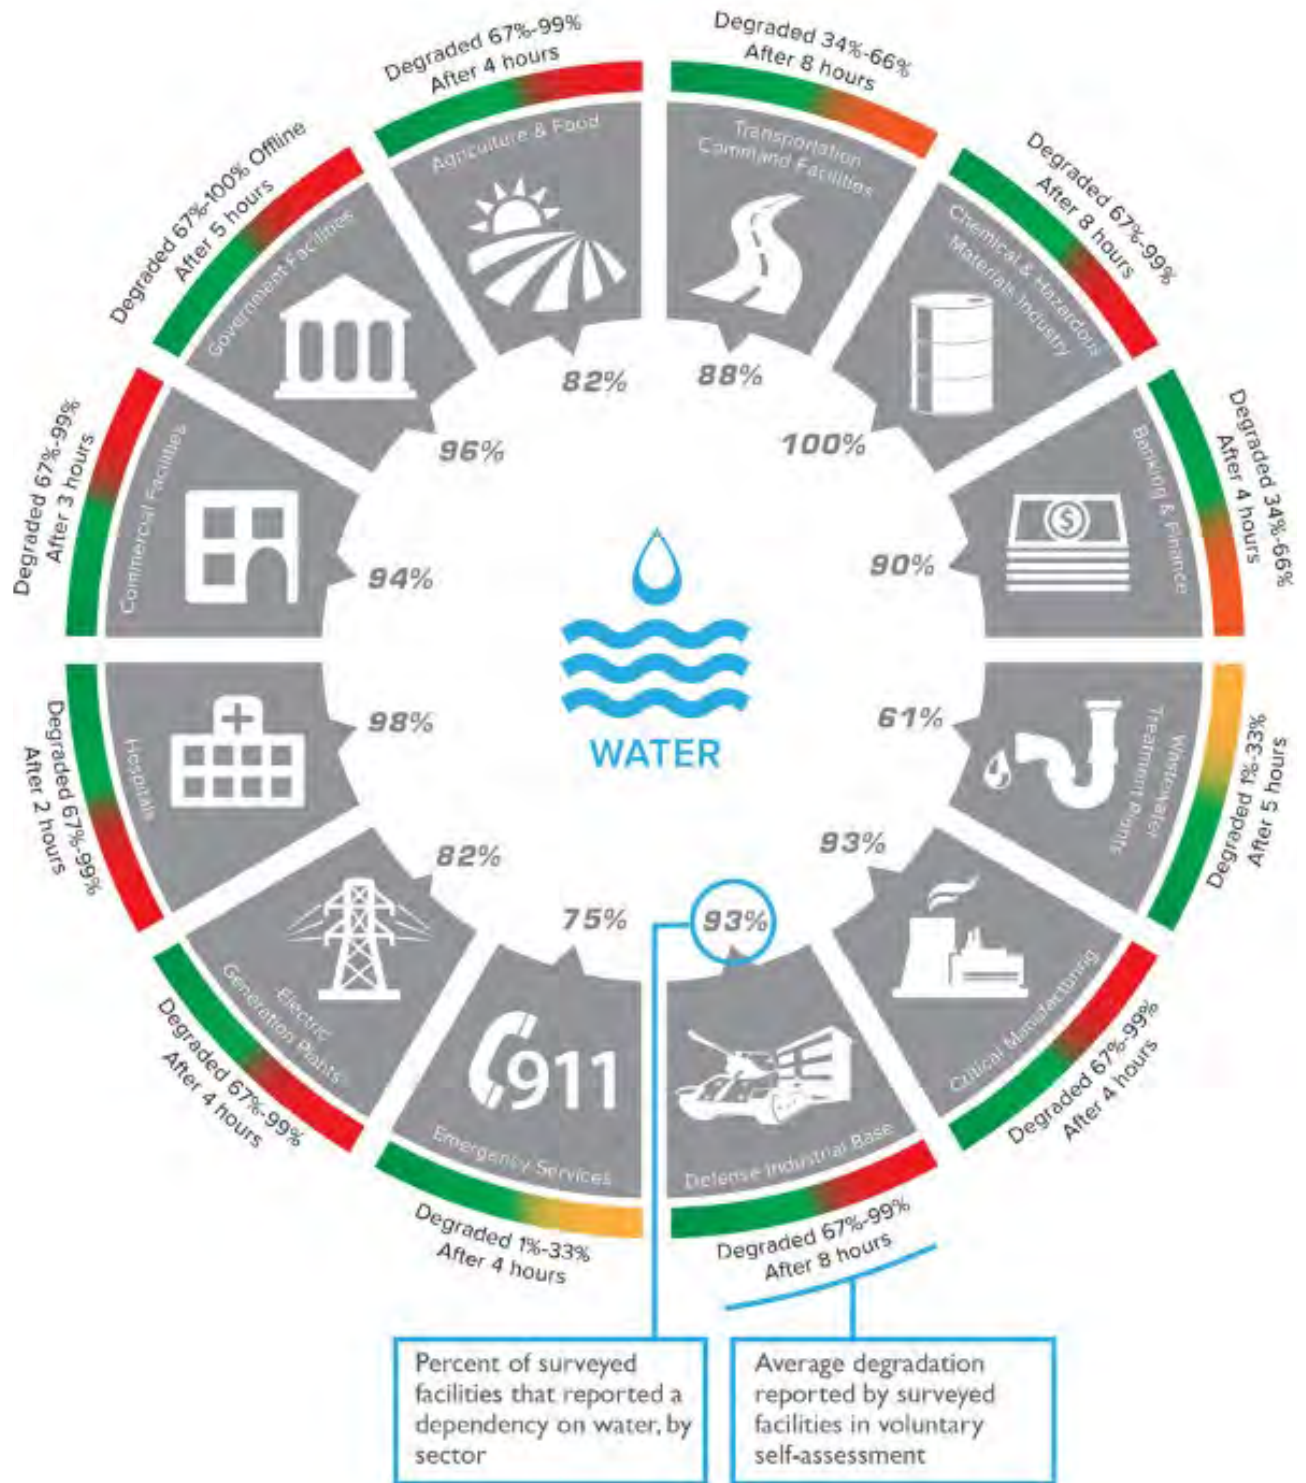 Degraded 67%-99%
After 4 hours
Agriculture & Food
82%
Degraded 34%-66%
After 8 hours
Transportation
Command Facilities
88%
Degraded 67%-99%
After 8 hours
Chemical & Hazardous
Materials Industry
100%
Degraded 34%-66%
After 4 hours
Banking & Finance
$
90%
Degraded 1%-33%
After 5 hours
Wastewater
Treatment Plants
61%
Degraded 67%-99%
After 4 hours
Critical Manufacturing
93%
Degraded 67%-99%
After 8 hours
Defense Industrial Base
93%
Degraded 1%-33%
After 4 hours
Emergency Services
911
75%
Degraded 67%-99%
After 4 hours
Electric
Generation Plants
82%
Degraded 67%-99%
After 2 hours
Hospitals
98%
Degraded 67%-99%
After 3 hours
Commercial Facilities
94%
Degraded 67%-100% Offline
After 5 hours
Government Facilities
96%
WATER
Percent of surveyed
facilities that reported a
dependency on water, by
sector
Average degradation
reported by surveyed
facilities in voluntary
self-assessment